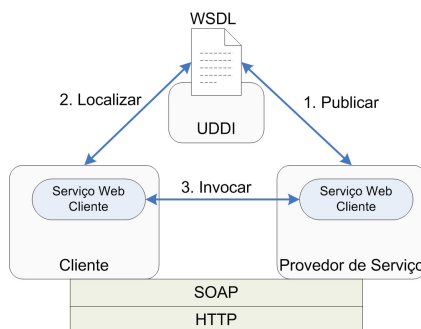 WSDL
2. Localizar
1. Publicar
UDDI
Serviço Web
Cliente
3. Invocar
Serviço Web
Cliente
Cliente
Provedor de Serviço
SOAP
HTTP